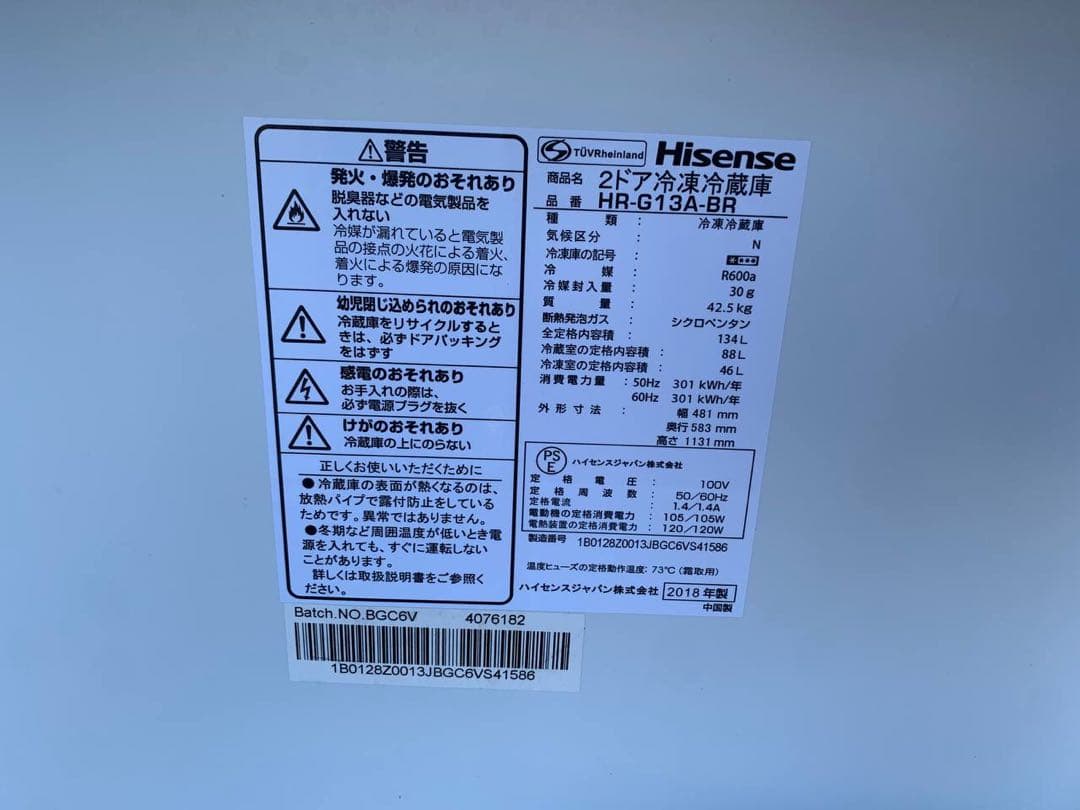 ⚠警告
発火・爆発のおそれあり
脱臭器などの電気製品を
入れない
冷媒が漏れていると電気製
品の接点の火花による着火、
着火による爆発の原因にな
ります。
幼児閉じ込められのおそれあり
冷蔵庫をリサイクルすると
きは、必ずドアパッキング
をはずす
感電のおそれあり
お手入れの際は、
必ず電源プラグを抜く
けがのおそれあり
冷蔵庫の上にのらない
正しくお使いいただくために
●冷蔵庫の表面が熱くなるのは、
放熱パイプで露付防止をしている
ためです。異常ではありません。
●冬期など周囲温度が低いとき電
源を入れても、すぐに運転しない
ことがあります。
詳しくは取扱説明書をご参照く
ださい。
TÜVRheinland Hisense
商品名 2ドア冷凍冷蔵庫
品番 HR-G13A-BR
種類 : 冷凍冷蔵庫
気候区分 : N
冷凍庫の記号 : ****
冷媒 : R600a
冷媒封入量 : 30g
質量 : 42.5kg
断熱発泡ガス : シクロペンタン
全定格内容積 : 134L
冷蔵室の定格内容積 : 88L
冷凍室の定格内容積 : 46L
消費電力量 : 50Hz 301 kWh/年
60Hz 301 kWh/年
外形寸法 : 幅 481 mm
奥行 583 mm
高さ 1131 mm
PS
E
ハイセンスジャパン株式会社
定格電圧 : 100V
定格周波数 : 50/60Hz
定格電流 : 1.4/1.4A
電動機の定格消費電力 : 105/105W
電熱装置の定格消費電力 : 120/120W
製造番号 1B0128Z0013JBGC6VS41586
温度ヒューズの定格動作温度: 73℃(霜取用)
ハイセンスジャパン株式会社 2018年製
中国製
Batch.NO.BGC6V 4076182
1B0128Z0013JBGC6VS41586